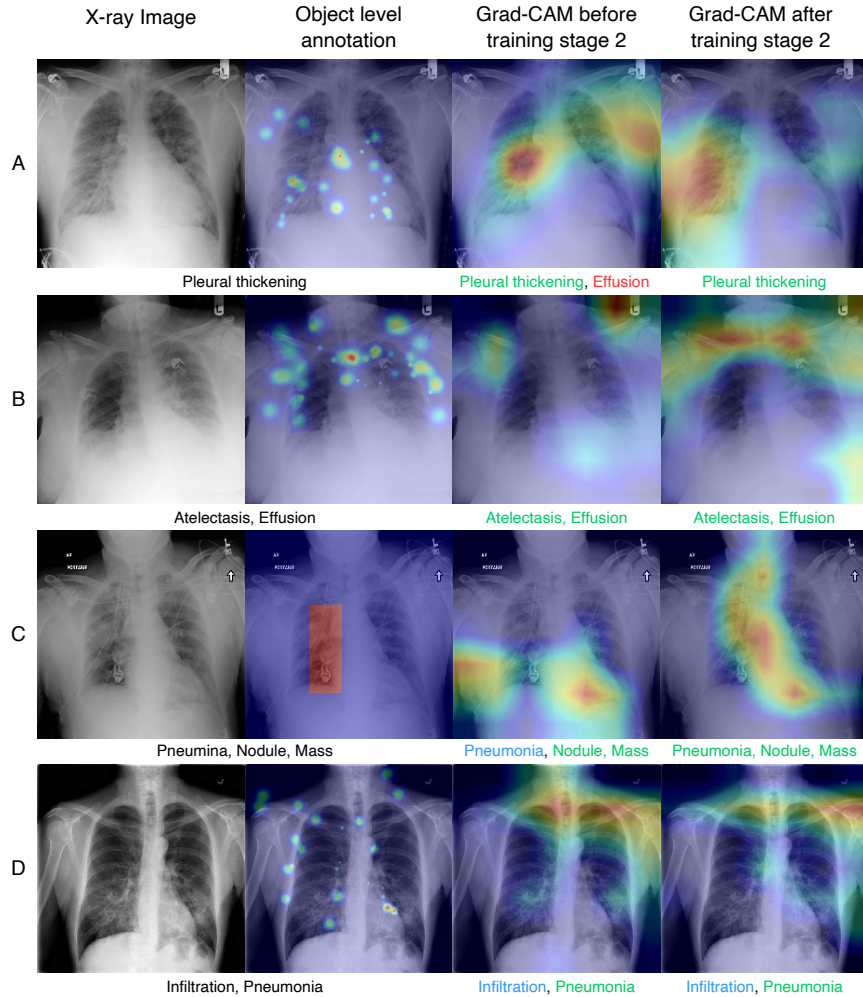 X-ray Image
Object level
annotation
Grad-CAM before
training stage 2
Grad-CAM after
training stage 2
A
Pleural thickening
Pleural thickening, Effusion
Pleural thickening
B
Atelectasis, Effusion
Atelectasis, Effusion
Atelectasis, Effusion
C
Pneumina, Nodule, Mass
Pneumonia, Nodule, Mass
Pneumonia, Nodule, Mass
D
Infiltration, Pneumonia
Infiltration, Pneumonia
Infiltration, Pneumonia